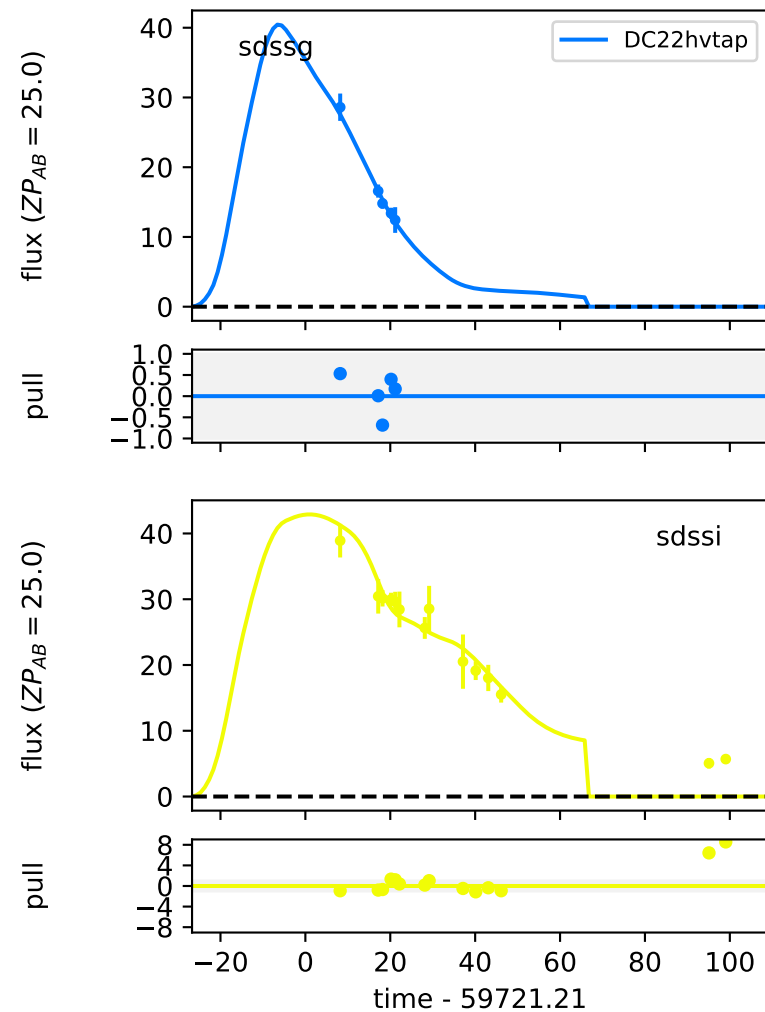 sdssg
DC22hvtap
flux (ZP_AB = 25.0)
40
30
20
10
0
pull
1.0
0.5
0.0
−0.5
−1.0
sdssi
flux (ZP_AB = 25.0)
40
30
20
10
0
pull
8
4
0
−4
−8
−20 0 20 40 60 80 100
time - 59721.21